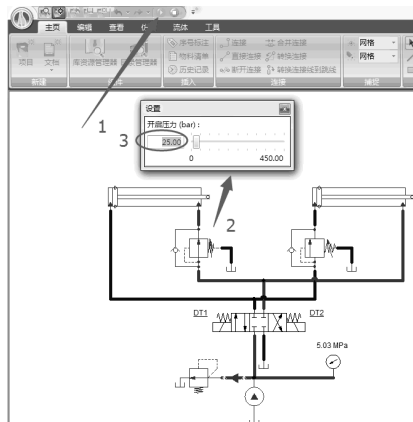 主页 编辑 查看 流体 工具
序号标注 连接 合并连接 网格
项目 文档 库资源管理器 管理器 物料清单 直接连接 转换连接 网格
历史记录 断开连接 转换连接线到跳线
新建 插入 连接 捕捉
1
设置
开启压力 (bar) :
3
25.00
0 450.00
2
DT1 DT2
5.03 MPa